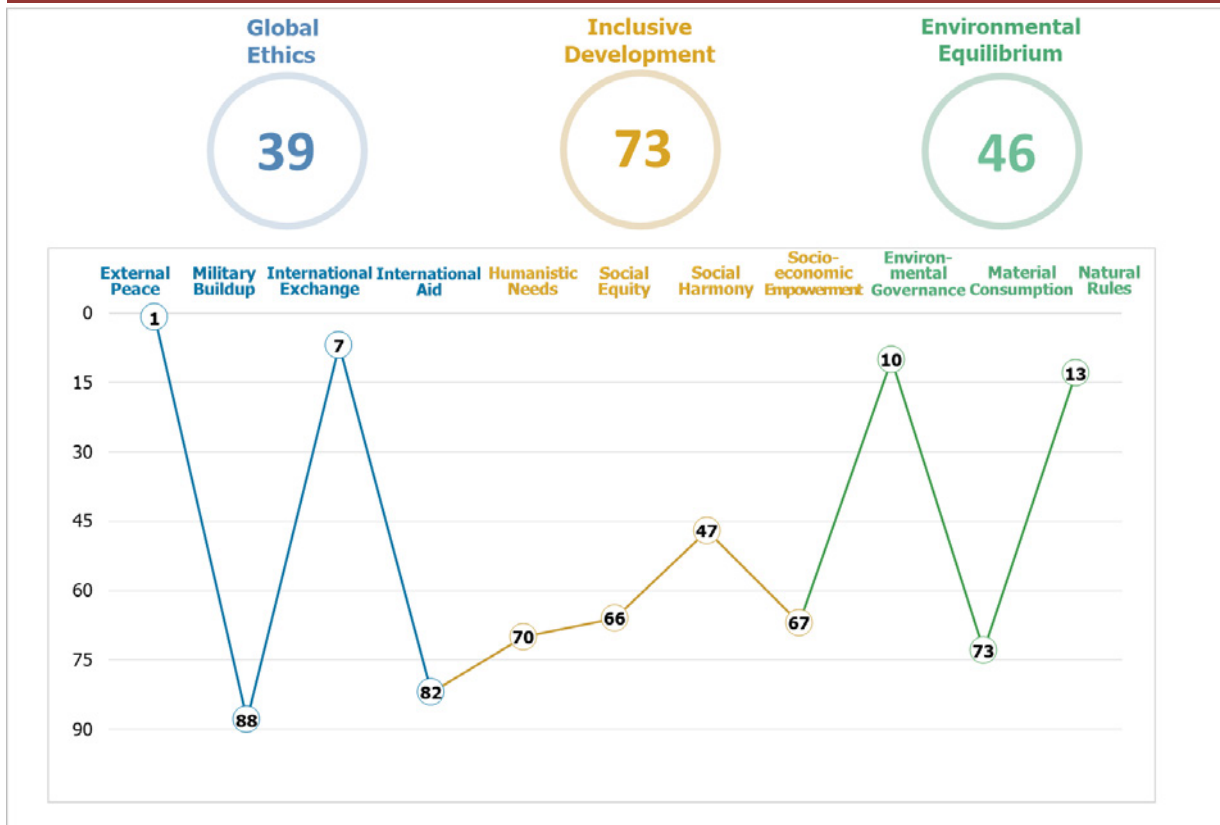 Global
Ethics
39
Inclusive
Development
73
Environmental
Equilibrium
46
External
Peace
Military
Buildup
International
Exchange
International
Aid
Humanistic
Needs
Social
Equity
Social
Harmony
Socio-
economic
Empowerment
Environ-
mental
Governance
Material
Consumption
Natural
Rules
0
15
30
45
60
75
90
1
88
7
82
70
66
47
67
10
73
13